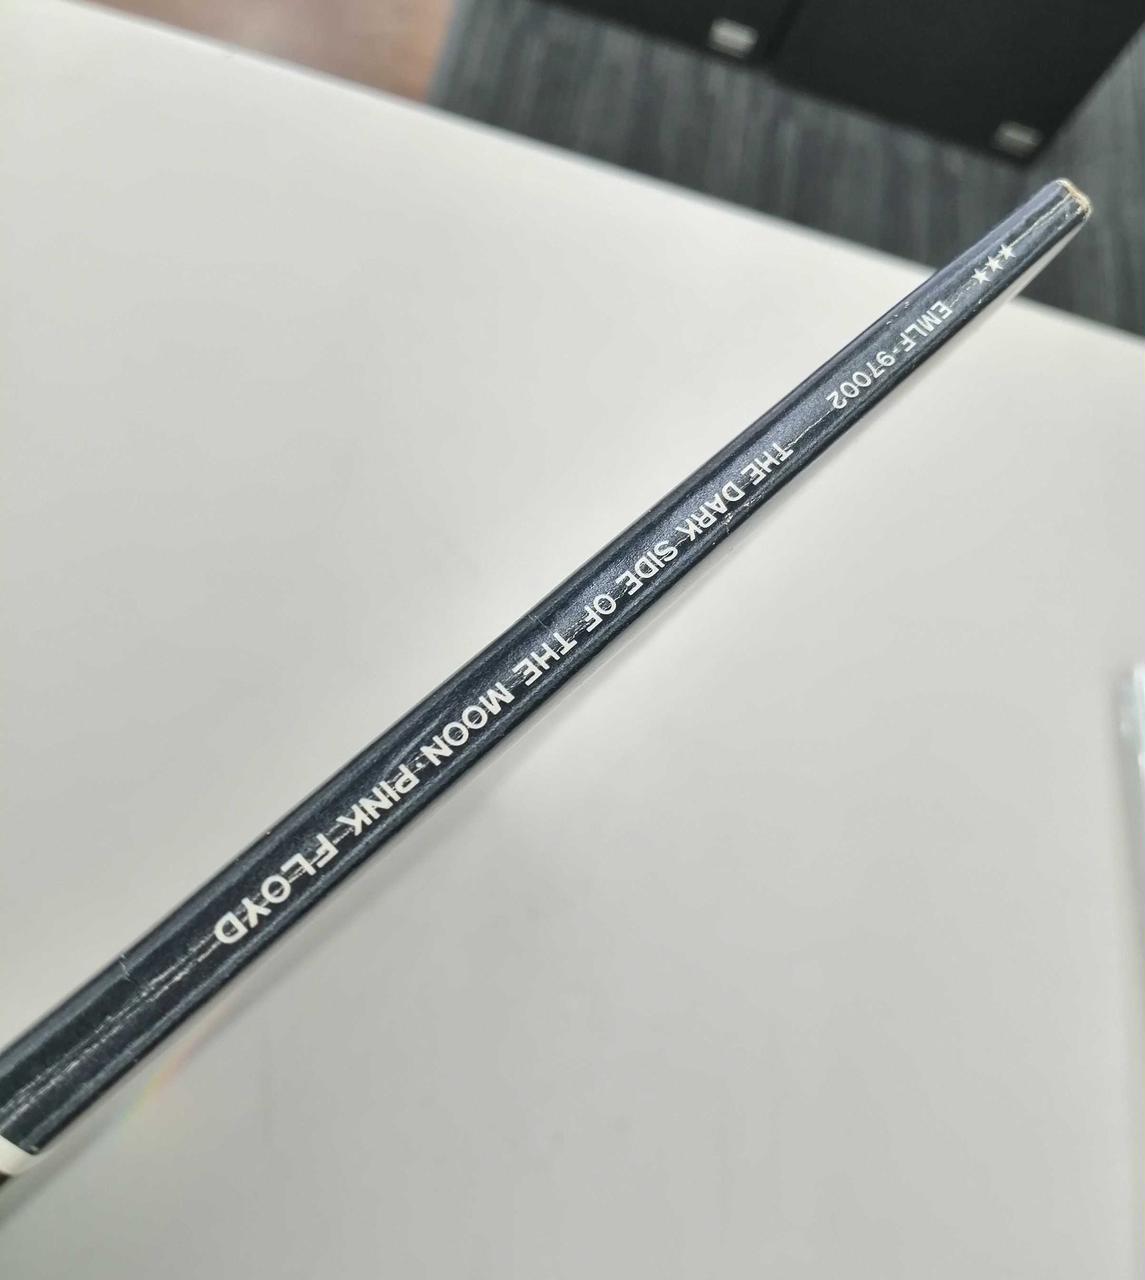 ★★★ EMLF-97002 THE DARK SIDE OF THE MOON·PINK FLOYD